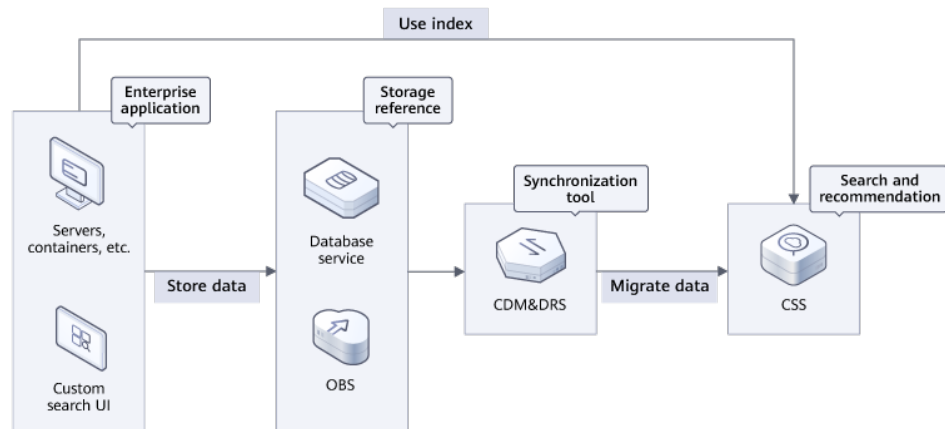 Use index
Enterprise
application
Storage
reference
Synchronization
tool
Search and
recommendation
Servers,
containers, etc.
Database
service
Store data
CDM&DRS
Migrate data
CSS
Custom
search UI
OBS